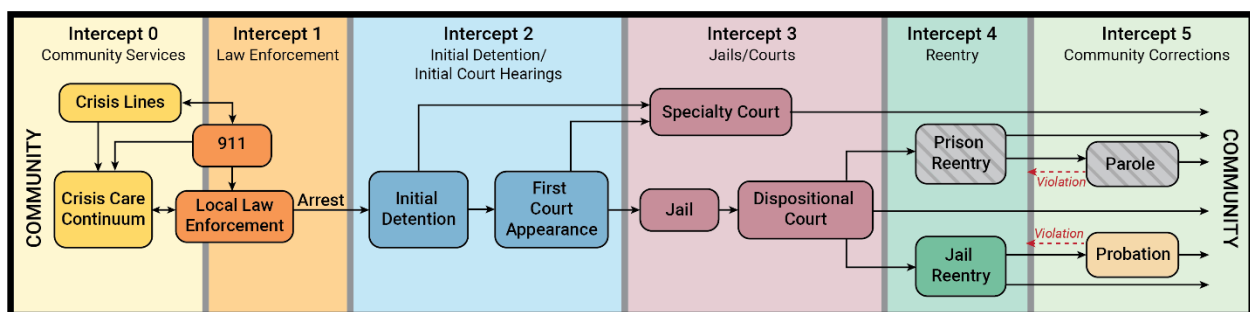 Intercept 0
Community Services
Intercept 1
Law Enforcement
Intercept 2
Initial Detention/
Initial Court Hearings
Intercept 3
Jails/Courts
Intercept 4
Reentry
Intercept 5
Community Corrections
COMMUNITY
Crisis Lines
911
Crisis Care
Continuum
Local Law
Enforcement
Arrest
Initial
Detention
First
Court
Appearance
Specialty Court
Jail
Dispositional
Court
Prison
Reentry
Violation
Parole
Jail
Reentry
Violation
Probation
COMMUNITY